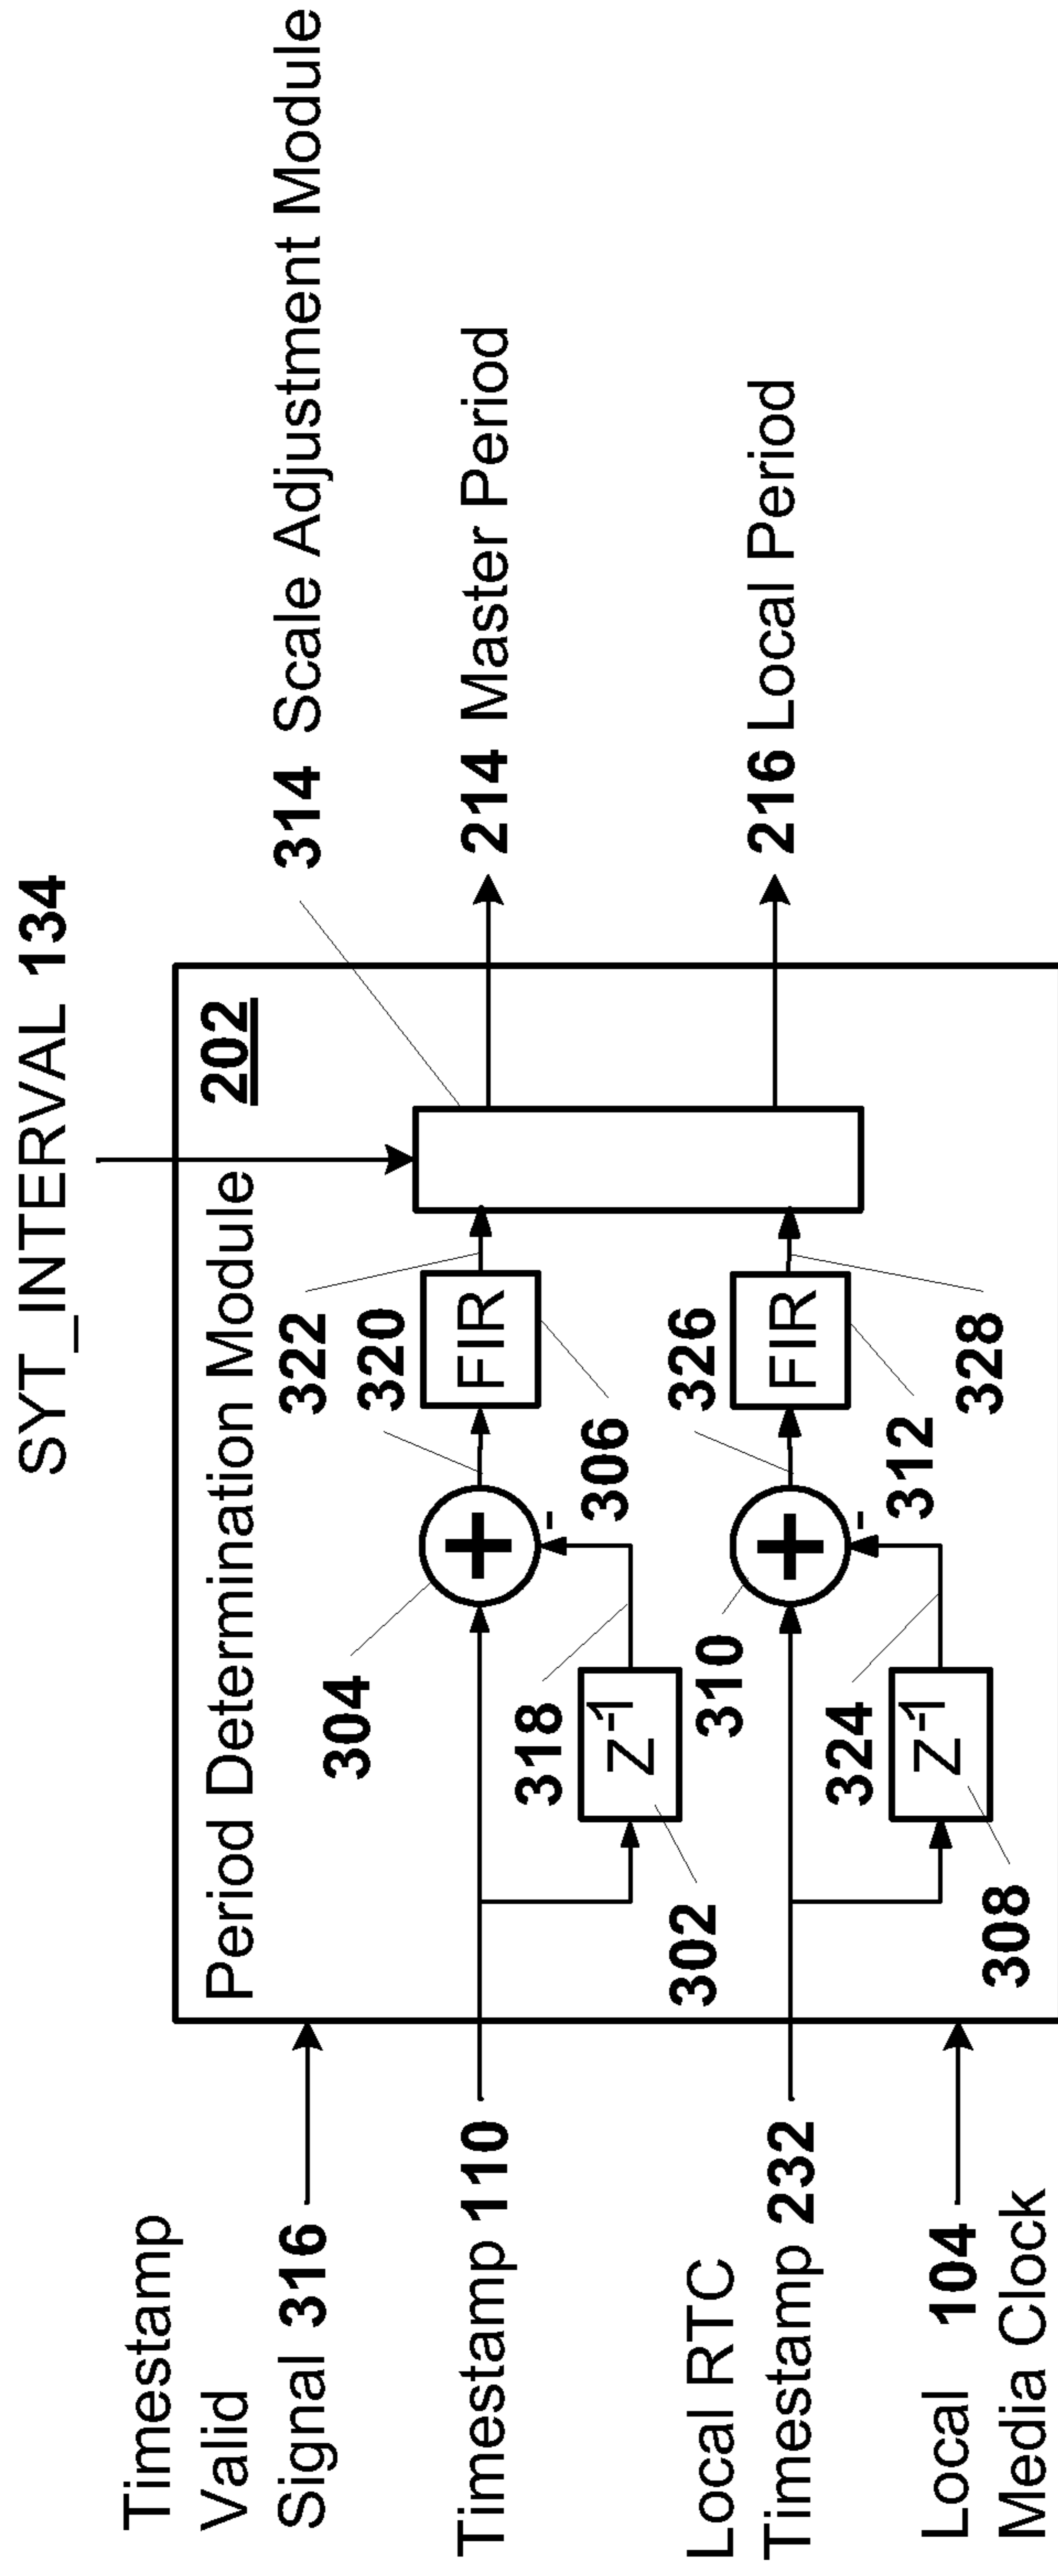 SYT_INTERVAL 134
Timestamp
Valid
Signal 316
Period Determination Module
202
314 Scale Adjustment Module
322
304
320
FIR
+
Timestamp 110
214 Master Period
-
306
318
Z-1
302
Local RTC
Timestamp 232
310
326
FIR
+
216 Local Period
-
312
324
Z-1
328
308
Local 104
Media Clock